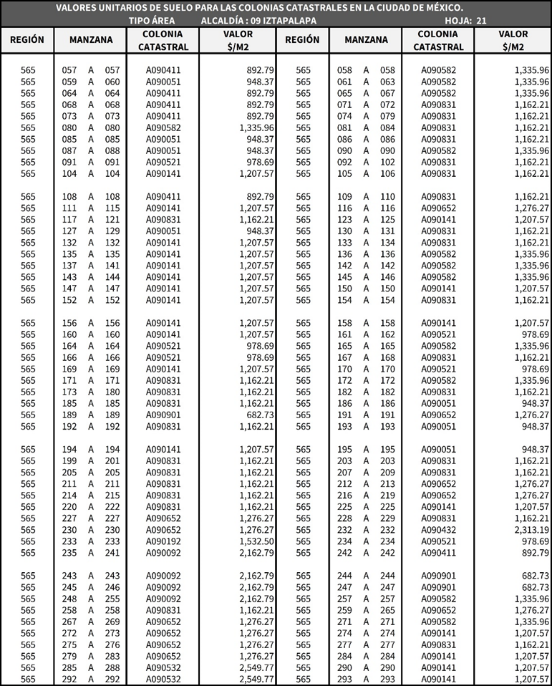 VALORES UNITARIOS DE SUELO PARA LAS COLONIAS CATASTRALES EN LA CIUDAD DE MÉXICO.
TIPO ÁREA ALCALDÍA : 09 IZTAPALAPA HOJA: 21
REGIÓN MANZANA COLONIA CATASTRAL VALOR $/M2 REGIÓN MANZANA COLONIA CATASTRAL VALOR $/M2
565 057 A 057 A090411 892.79 565 058 A 058 A090582 1,335.96
565 059 A 060 A090051 948.37 565 061 A 063 A090582 1,335.96
565 064 A 064 A090411 892.79 565 065 A 067 A090582 1,335.96
565 068 A 068 A090411 892.79 565 071 A 072 A090831 1,162.21
565 073 A 073 A090411 892.79 565 074 A 079 A090831 1,162.21
565 080 A 080 A090582 1,335.96 565 081 A 084 A090831 1,162.21
565 085 A 085 A090051 948.37 565 086 A 086 A090831 1,162.21
565 087 A 088 A090051 948.37 565 090 A 090 A090582 1,335.96
565 091 A 091 A090521 978.69 565 092 A 102 A090831 1,162.21
565 104 A 104 A090141 1,207.57 565 105 A 106 A090831 1,162.21
565 108 A 108 A090411 892.79 565 109 A 110 A090831 1,162.21
565 111 A 115 A090141 1,207.57 565 116 A 116 A090652 1,276.27
565 117 A 121 A090831 1,162.21 565 123 A 125 A090141 1,207.57
565 127 A 129 A090051 948.37 565 130 A 131 A090831 1,162.21
565 132 A 132 A090141 1,207.57 565 133 A 134 A090831 1,162.21
565 135 A 135 A090141 1,207.57 565 136 A 136 A090582 1,335.96
565 137 A 141 A090141 1,207.57 565 142 A 142 A090582 1,335.96
565 143 A 144 A090141 1,207.57 565 145 A 146 A090582 1,335.96
565 147 A 147 A090141 1,207.57 565 150 A 150 A090141 1,207.57
565 152 A 152 A090141 1,207.57 565 154 A 154 A090831 1,162.21
565 156 A 156 A090141 1,207.57 565 158 A 158 A090141 1,207.57
565 160 A 160 A090141 1,207.57 565 161 A 162 A090521 978.69
565 164 A 164 A090521 978.69 565 165 A 165 A090582 1,335.96
565 166 A 166 A090521 978.69 565 167 A 168 A090831 1,162.21
565 169 A 169 A090141 1,207.57 565 170 A 170 A090521 978.69
565 171 A 171 A090831 1,162.21 565 172 A 172 A090582 1,335.96
565 173 A 180 A090831 1,162.21 565 182 A 182 A090831 1,162.21
565 185 A 185 A090831 1,162.21 565 186 A 186 A090051 948.37
565 189 A 189 A090901 682.73 565 191 A 191 A090652 1,276.27
565 192 A 192 A090831 1,162.21 565 193 A 193 A090051 948.37
565 194 A 194 A090141 1,207.57 565 195 A 195 A090051 948.37
565 199 A 201 A090831 1,162.21 565 203 A 203 A090831 1,162.21
565 205 A 205 A090831 1,162.21 565 207 A 209 A090831 1,162.21
565 211 A 211 A090831 1,162.21 565 212 A 213 A090652 1,276.27
565 214 A 215 A090831 1,162.21 565 216 A 219 A090652 1,276.27
565 220 A 222 A090831 1,162.21 565 225 A 225 A090141 1,207.57
565 227 A 227 A090652 1,276.27 565 228 A 229 A090831 1,162.21
565 230 A 230 A090652 1,276.27 565 232 A 232 A090432 2,313.19
565 233 A 233 A090192 1,532.50 565 234 A 234 A090521 978.69
565 235 A 241 A090092 2,162.79 565 242 A 242 A090411 892.79
565 243 A 243 A090092 2,162.79 565 244 A 244 A090901 682.73
565 245 A 246 A090092 2,162.79 565 247 A 247 A090901 682.73
565 248 A 255 A090092 2,162.79 565 257 A 257 A090582 1,335.96
565 258 A 258 A090831 1,162.21 565 259 A 265 A090652 1,276.27
565 267 A 269 A090652 1,276.27 565 271 A 271 A090582 1,335.96
565 272 A 273 A090652 1,276.27 565 274 A 274 A090141 1,207.57
565 275 A 276 A090652 1,276.27 565 277 A 277 A090831 1,162.21
565 279 A 283 A090652 1,276.27 565 284 A 284 A090141 1,207.57
565 285 A 288 A090532 2,549.77 565 290 A 290 A090141 1,207.57
565 292 A 292 A090532 2,549.77 565 293 A 293 A090141 1,207.57